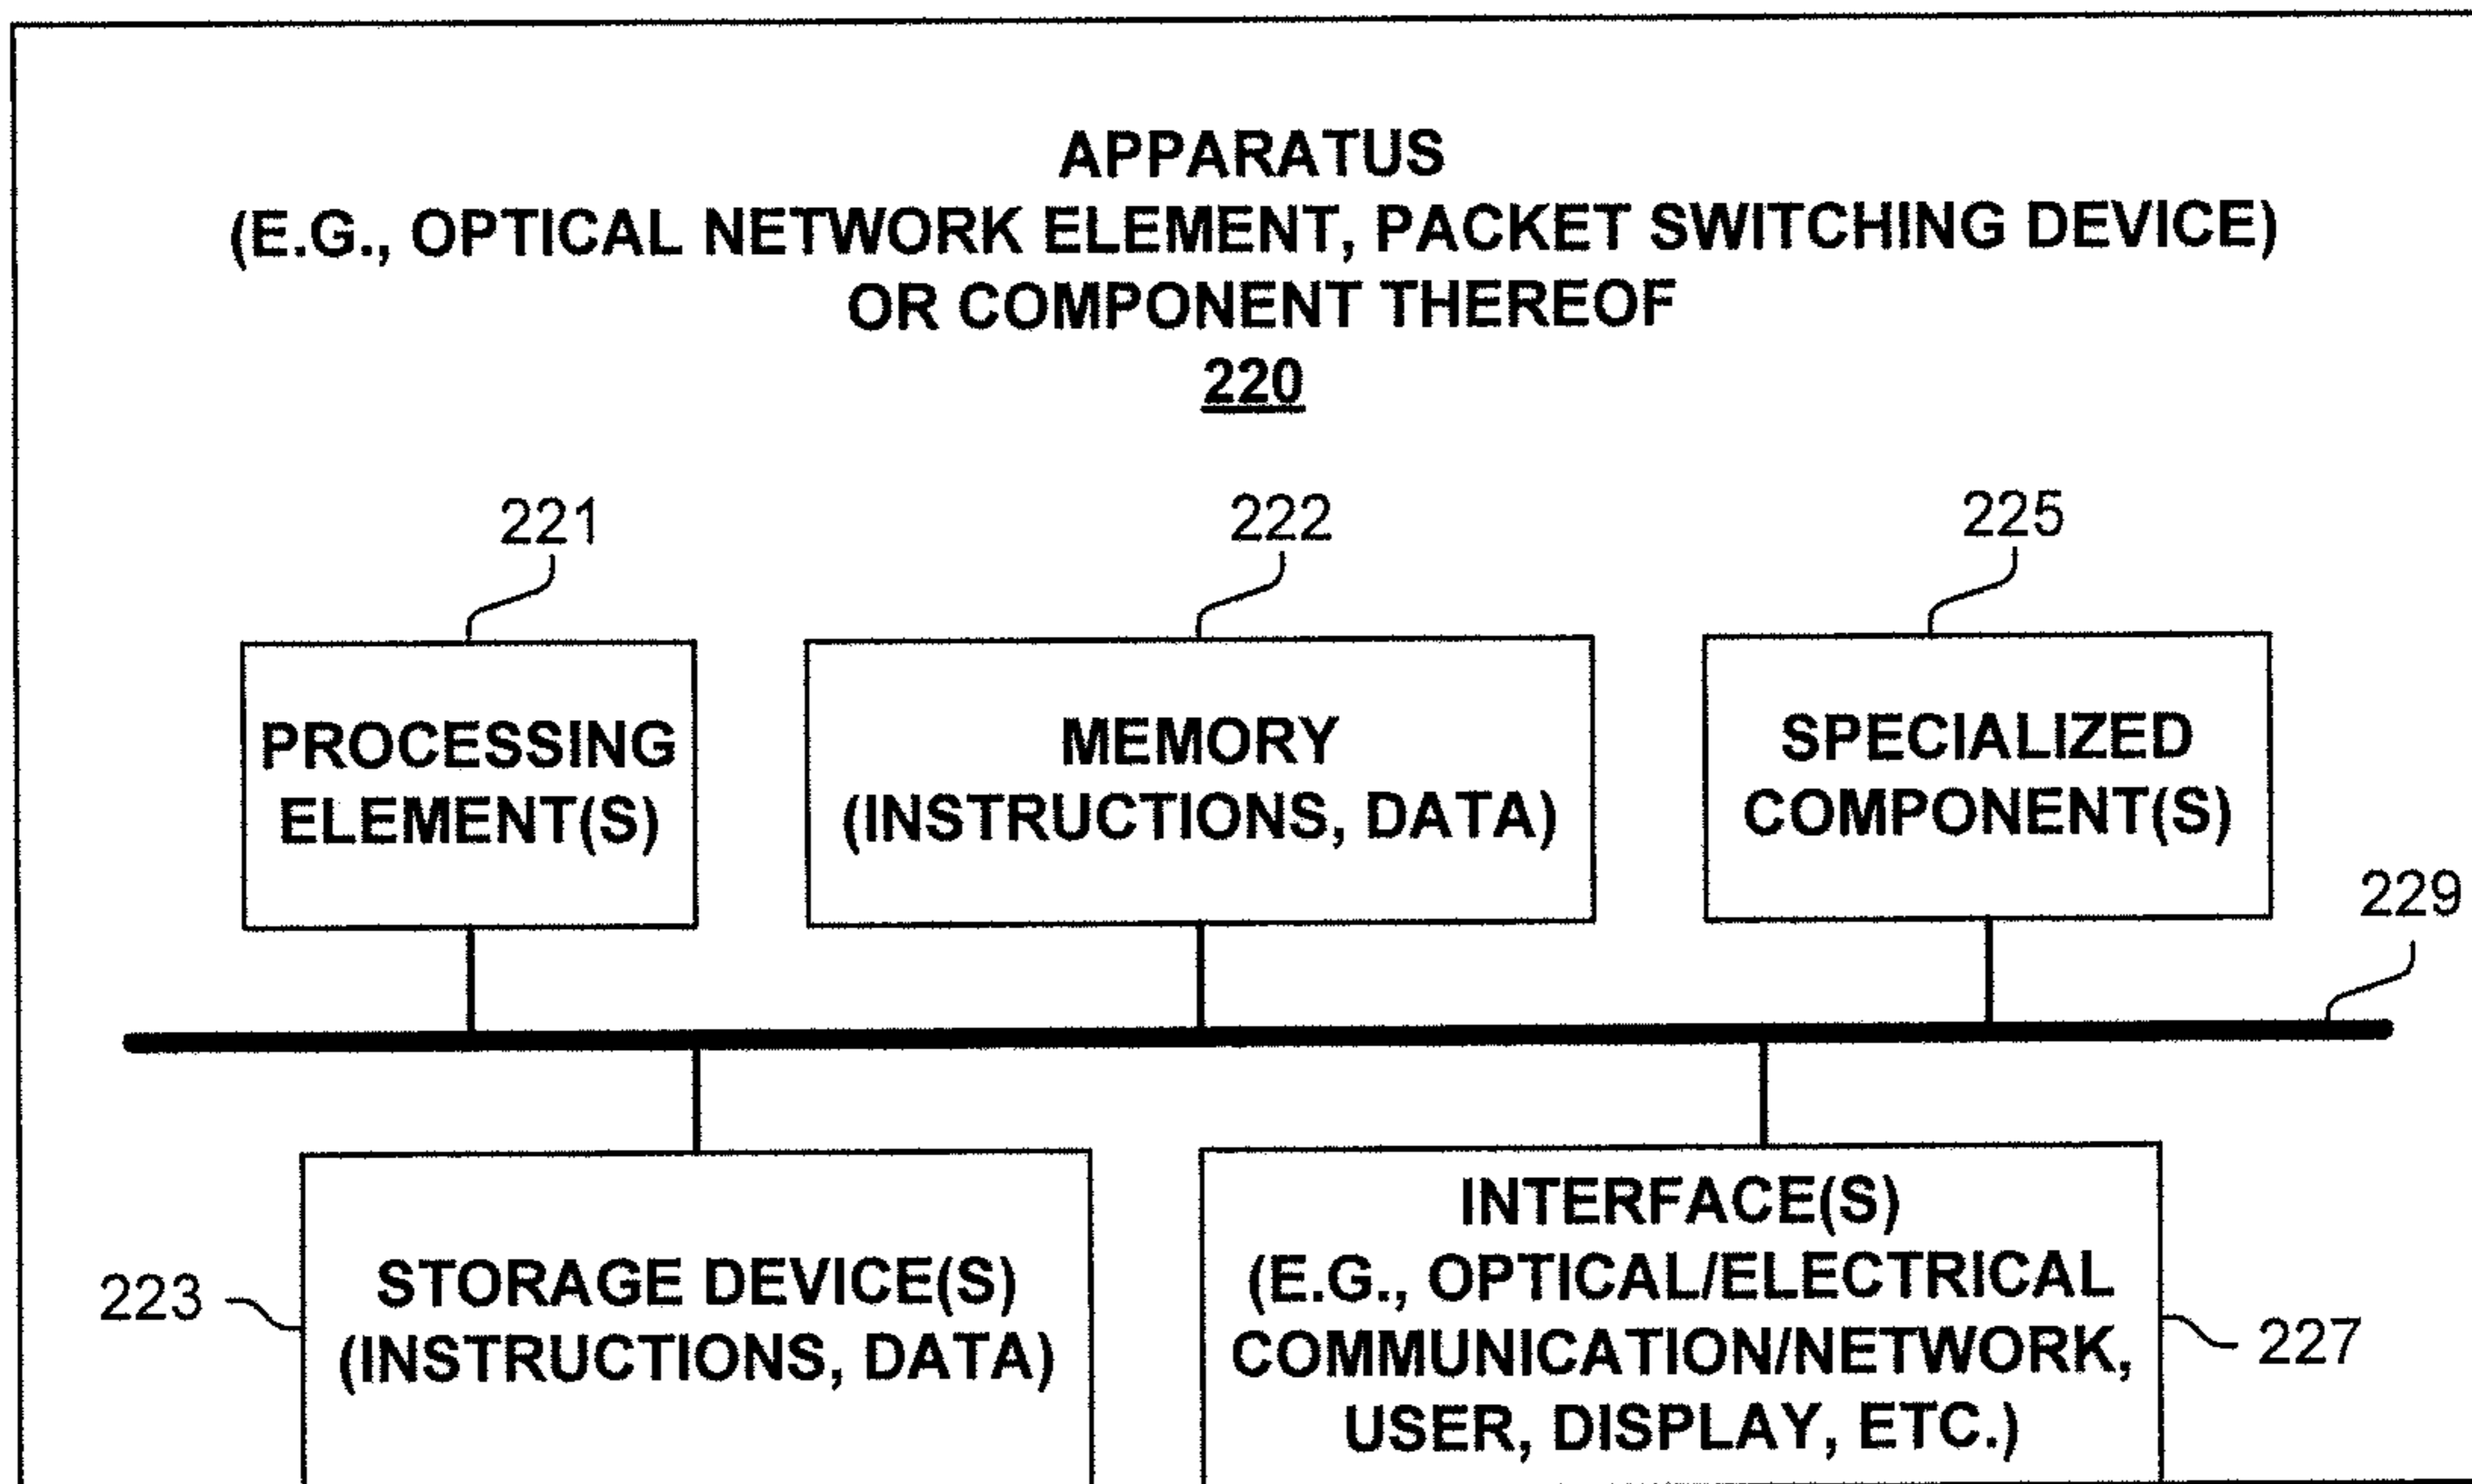 APPARATUS
(E.G., OPTICAL NETWORK ELEMENT, PACKET SWITCHING DEVICE)
OR COMPONENT THEREOF
220
221
222
225
PROCESSING
ELEMENT(S)
MEMORY
(INSTRUCTIONS, DATA)
SPECIALIZED
COMPONENT(S)
229
223
STORAGE DEVICE(S)
(INSTRUCTIONS, DATA)
INTERFACE(S)
(E.G., OPTICAL/ELECTRICAL
COMMUNICATION/NETWORK,
USER, DISPLAY, ETC.)
227